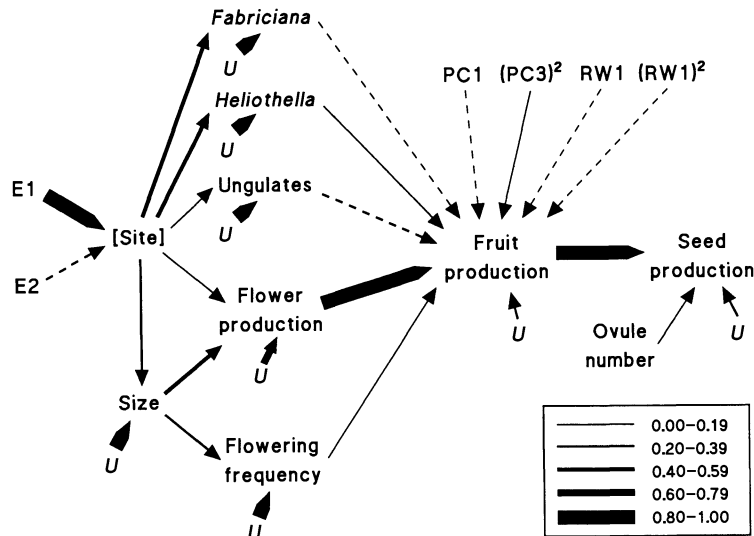 Fabriciana
U
PC1 (PC3)² RW1 (RW1)²
Heliothella
U
E1
Ungulates
U
[Site]
Fruit
production
Seed
production
E2
Flower
production
U
U
Ovule
number
U
Size
U
Flowering
frequency
U
0.00–0.19
0.20–0.39
0.40–0.59
0.60–0.79
0.80–1.00